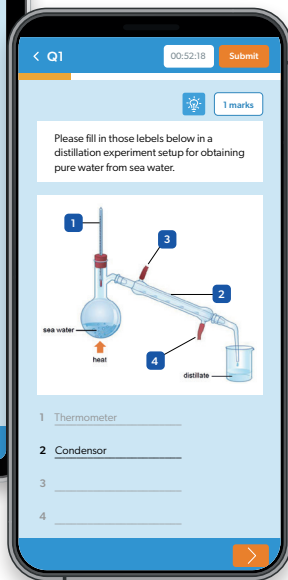 Q1
00:52:18
Submit
1 marks
Please fill in those lebels below in a
distillation experiment setup for obtaining
pure water from sea water.
1
3
2
sea water
heat
4
distillate
1 Thermometer
2 Condensor
3
4